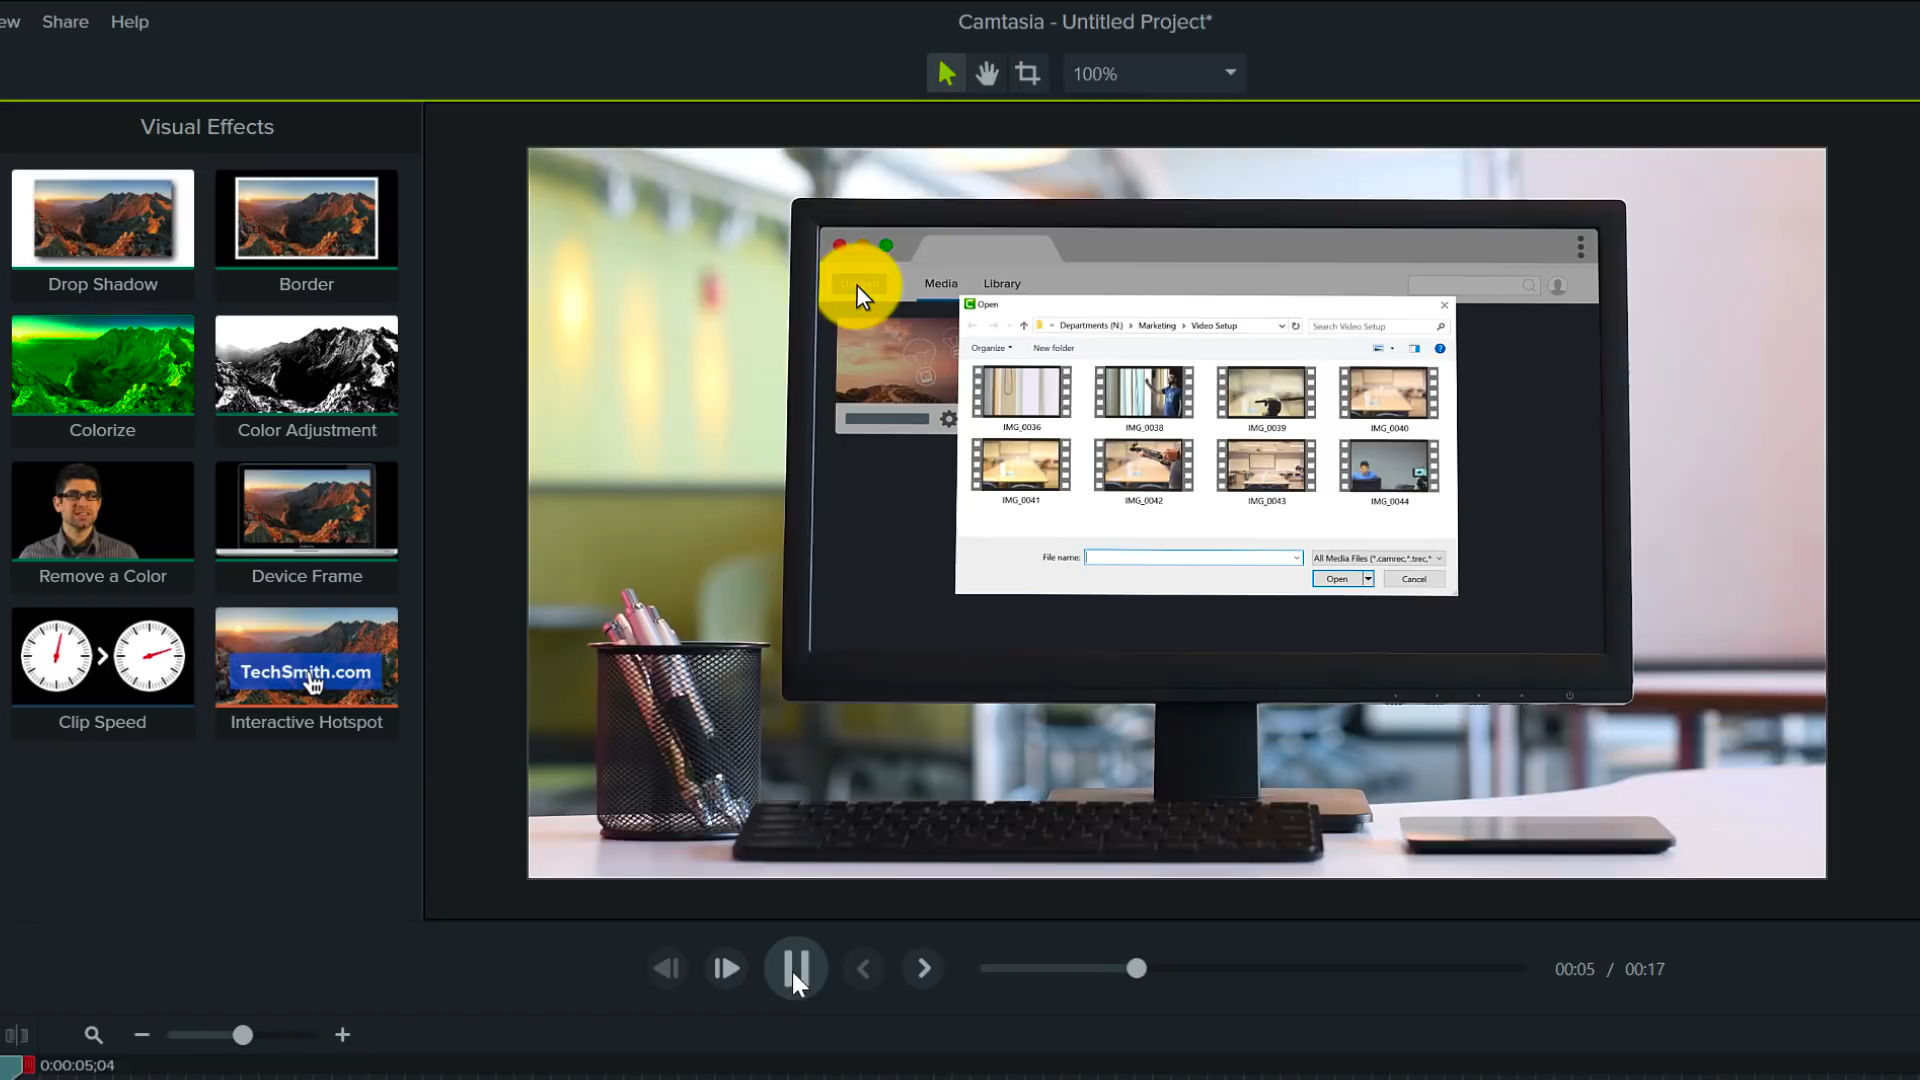 ew Share Help
Camtasia - Untitled Project*
100%
Visual Effects
Drop Shadow
Border
Colorize
Color Adjustment
Remove a Color
Device Frame
TechSmith.com
Clip Speed
Interactive Hotspot
Upload Media Library
Open
Departments (N:) > Marketing > Video Setup
Search Video Setup
Organize New folder
IMG_0036 IMG_0038 IMG_0039 IMG_0040
IMG_0041 IMG_0042 IMG_0043 IMG_0044
File name:
All Media Files (*.camrec,*.trec,*
Open Cancel
00:05 / 00:17
0:00:05;04